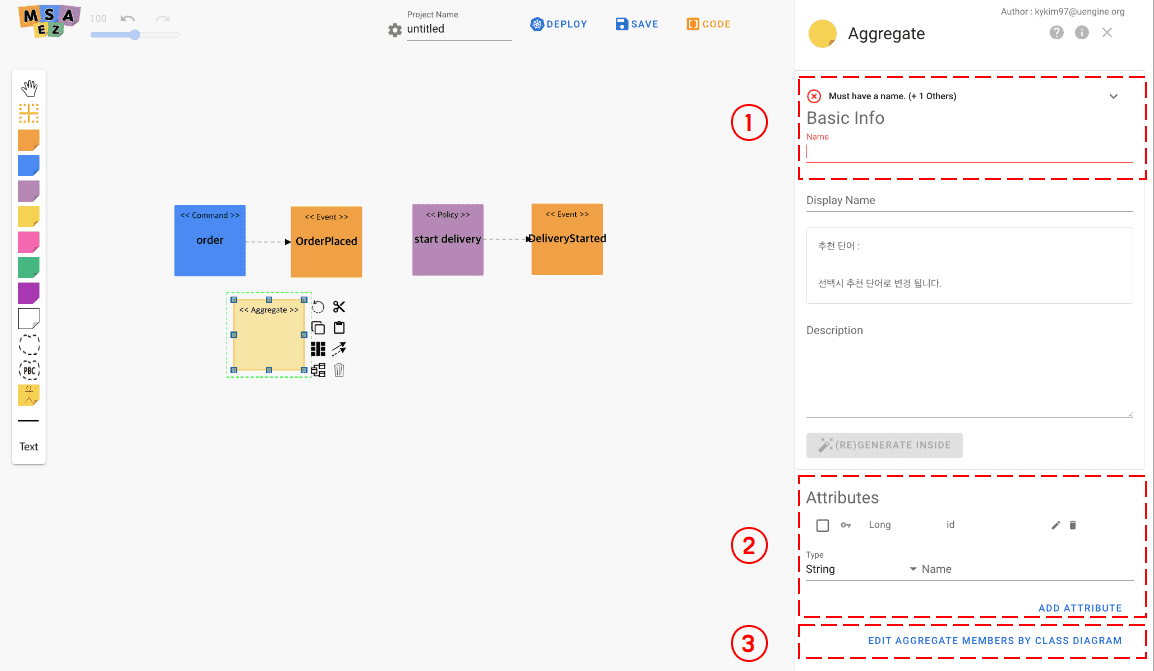 MSA
EZ
100
Project Name
untitled
DEPLOY
SAVE
CODE
Author : kykim97@uengine.org
Aggregate
1
Must have a name. (+ 1 Others)
Basic Info
Name
Display Name
추천 단어 :
선택시 추천 단어로 변경 됩니다.
Description
(RE)GENERATE INSIDE
2
Attributes
Long id
Type
String Name
ADD ATTRIBUTE
3
EDIT AGGREGATE MEMBERS BY CLASS DIAGRAM
<< Command >>
order
<< Event >>
OrderPlaced
<< Policy >>
start delivery
<< Event >>
DeliveryStarted
<< Aggregate >>
PBC
Text